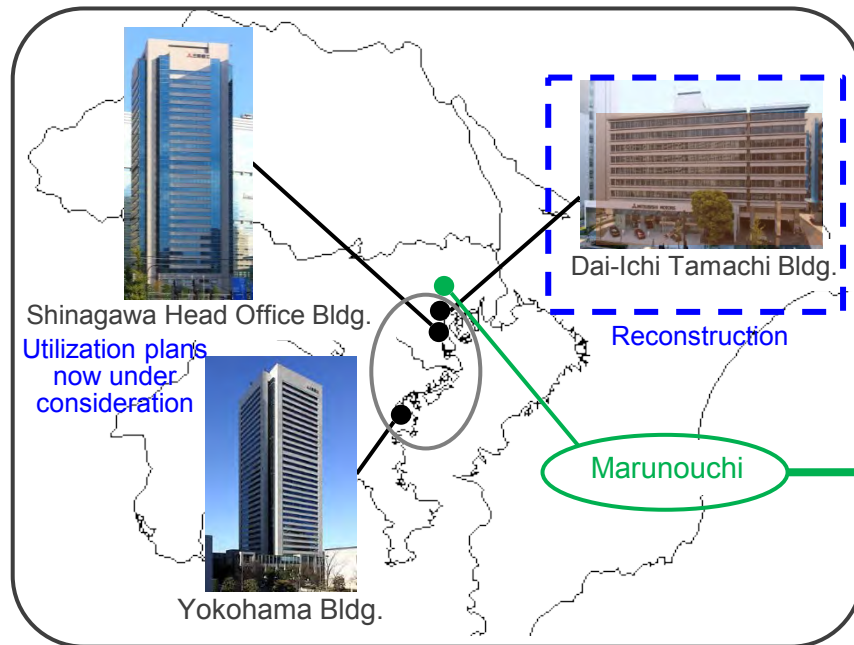 Shinagawa Head Office Bldg.
Utilization plans
now under
consideration
Dai-Ichi Tamachi Bldg.
Reconstruction
Marunouchi
Yokohama Bldg.